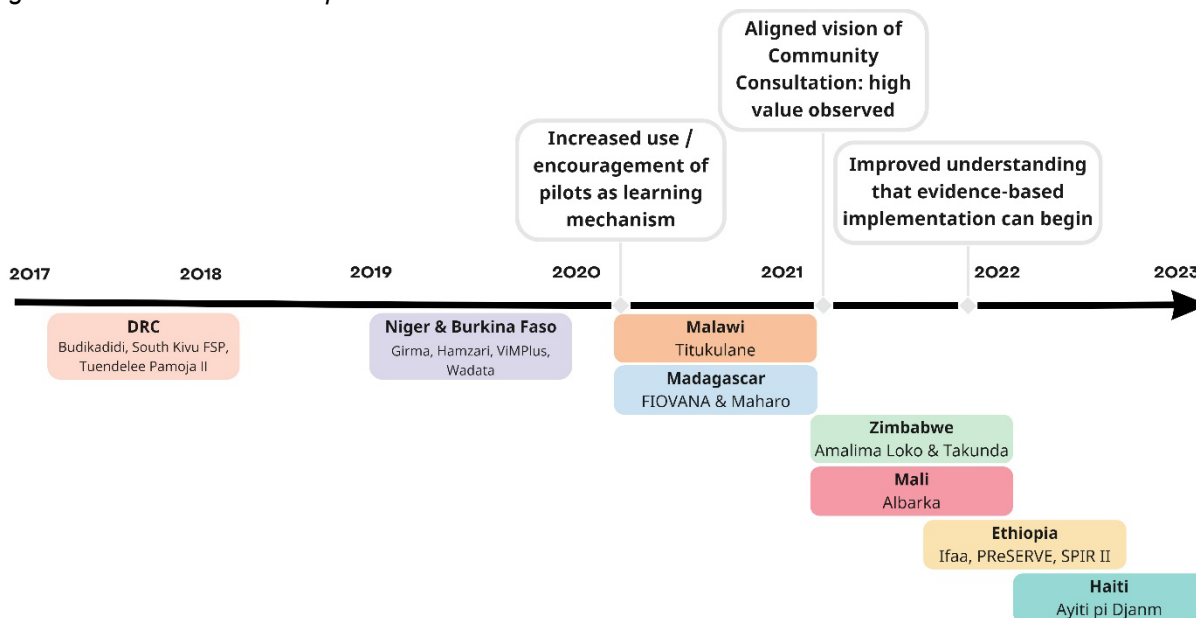 Aligned vision of
Community
Consultation: high
value observed
Increased use /
encouragement of
pilots as learning
mechanism
Improved understanding
that evidence-based
implementation can begin
2017 2018 2019 2020 2021 2022 2023
DRC
Budikadidi, South Kivu FSP,
Tuendelee Pamoja II
Niger & Burkina Faso
Girma, Hamzari, ViMPlus,
Wadata
Malawi
Titukulane
Madagascar
FIOVANA & Maharo
Zimbabwe
Amalima Loko & Takunda
Mali
Albarka
Ethiopia
Ifaa, PReSERVE, SPIR II
Haiti
Ayiti pi Djanm